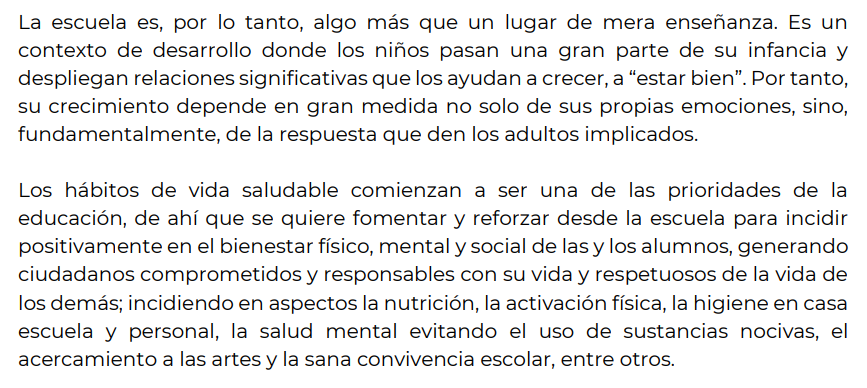 La escuela es, por lo tanto, algo más que un lugar de mera enseñanza. Es un
contexto de desarrollo donde los niños pasan una gran parte de su infancia y
despliegan relaciones significativas que los ayudan a crecer, a “estar bien”. Por tanto,
su crecimiento depende en gran medida no solo de sus propias emociones, sino,
fundamentalmente, de la respuesta que den los adultos implicados.
Los hábitos de vida saludable comienzan a ser una de las prioridades de la
educación, de ahí que se quiere fomentar y reforzar desde la escuela para incidir
positivamente en el bienestar físico, mental y social de las y los alumnos, generando
ciudadanos comprometidos y responsables con su vida y respetuosos de la vida de
los demás; incidiendo en aspectos la nutrición, la activación física, la higiene en casa
escuela y personal, la salud mental evitando el uso de sustancias nocivas, el
acercamiento a las artes y la sana convivencia escolar, entre otros.